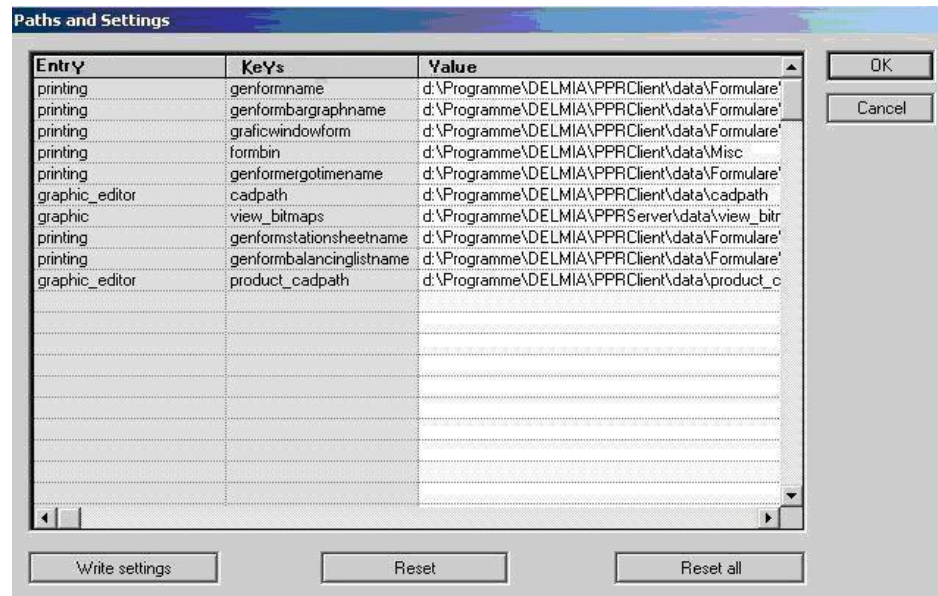 Paths and Settings
Entry Keys Value
printing genformname d:\Programme\DELMIA\PPRClient\data\Formulare'
printing genformbargraphname d:\Programme\DELMIA\PPRClient\data\Formulare'
printing graficwindowform d:\Programme\DELMIA\PPRClient\data\Formulare'
printing formbin d:\Programme\DELMIA\PPRClient\data\Misc
printing genformergotimename d:\Programme\DELMIA\PPRClient\data\Formulare'
graphic_editor cadpath d:\Programme\DELMIA\PPRClient\data\cadpath
graphic view_bitmaps d:\Programme\DELMIA\PPRServer\data\view_bitr
printing genformstationsheetname d:\Programme\DELMIA\PPRClient\data\Formulare'
printing genformbalancinglistname d:\Programme\DELMIA\PPRClient\data\Formulare'
graphic_editor product_cadpath d:\Programme\DELMIA\PPRClient\data\product_c
OK
Cancel
Write settings Reset Reset all